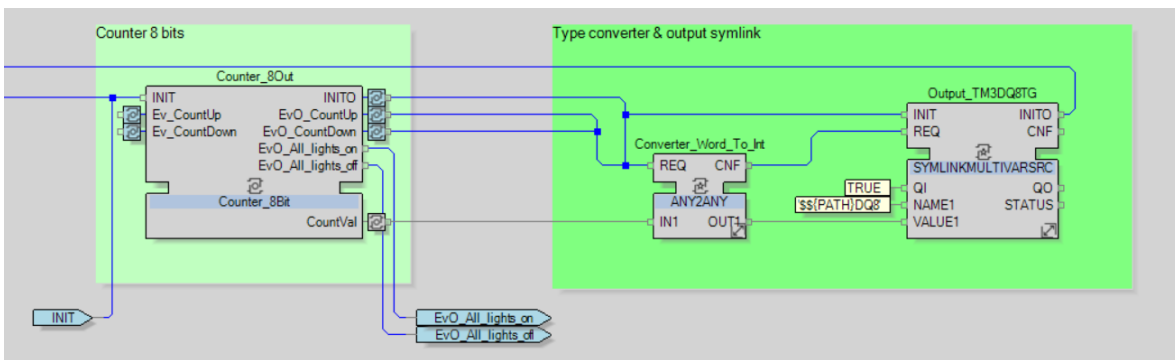 Counter 8 bits
Type converter & output symlink
Counter_8Out
INIT INITO
Ev_CountUp EvO_CountUp
Ev_CountDown EvO_CountDown
EvO_All_lights_on
EvO_All_lights_off
Counter_8Bit
CountVal
Converter_Word_To_Int
REQ CNF
ANY2ANY
IN1 OUT1
Output_TM3DQ8TG
INIT INITO
REQ CNF
SYMLINKMULTIVARSRC
TRUE QI QO
'$${PATH}DQ8' NAME1 STATUS
VALUE1
INIT
EvO_All_lights_on
EvO_All_lights_off